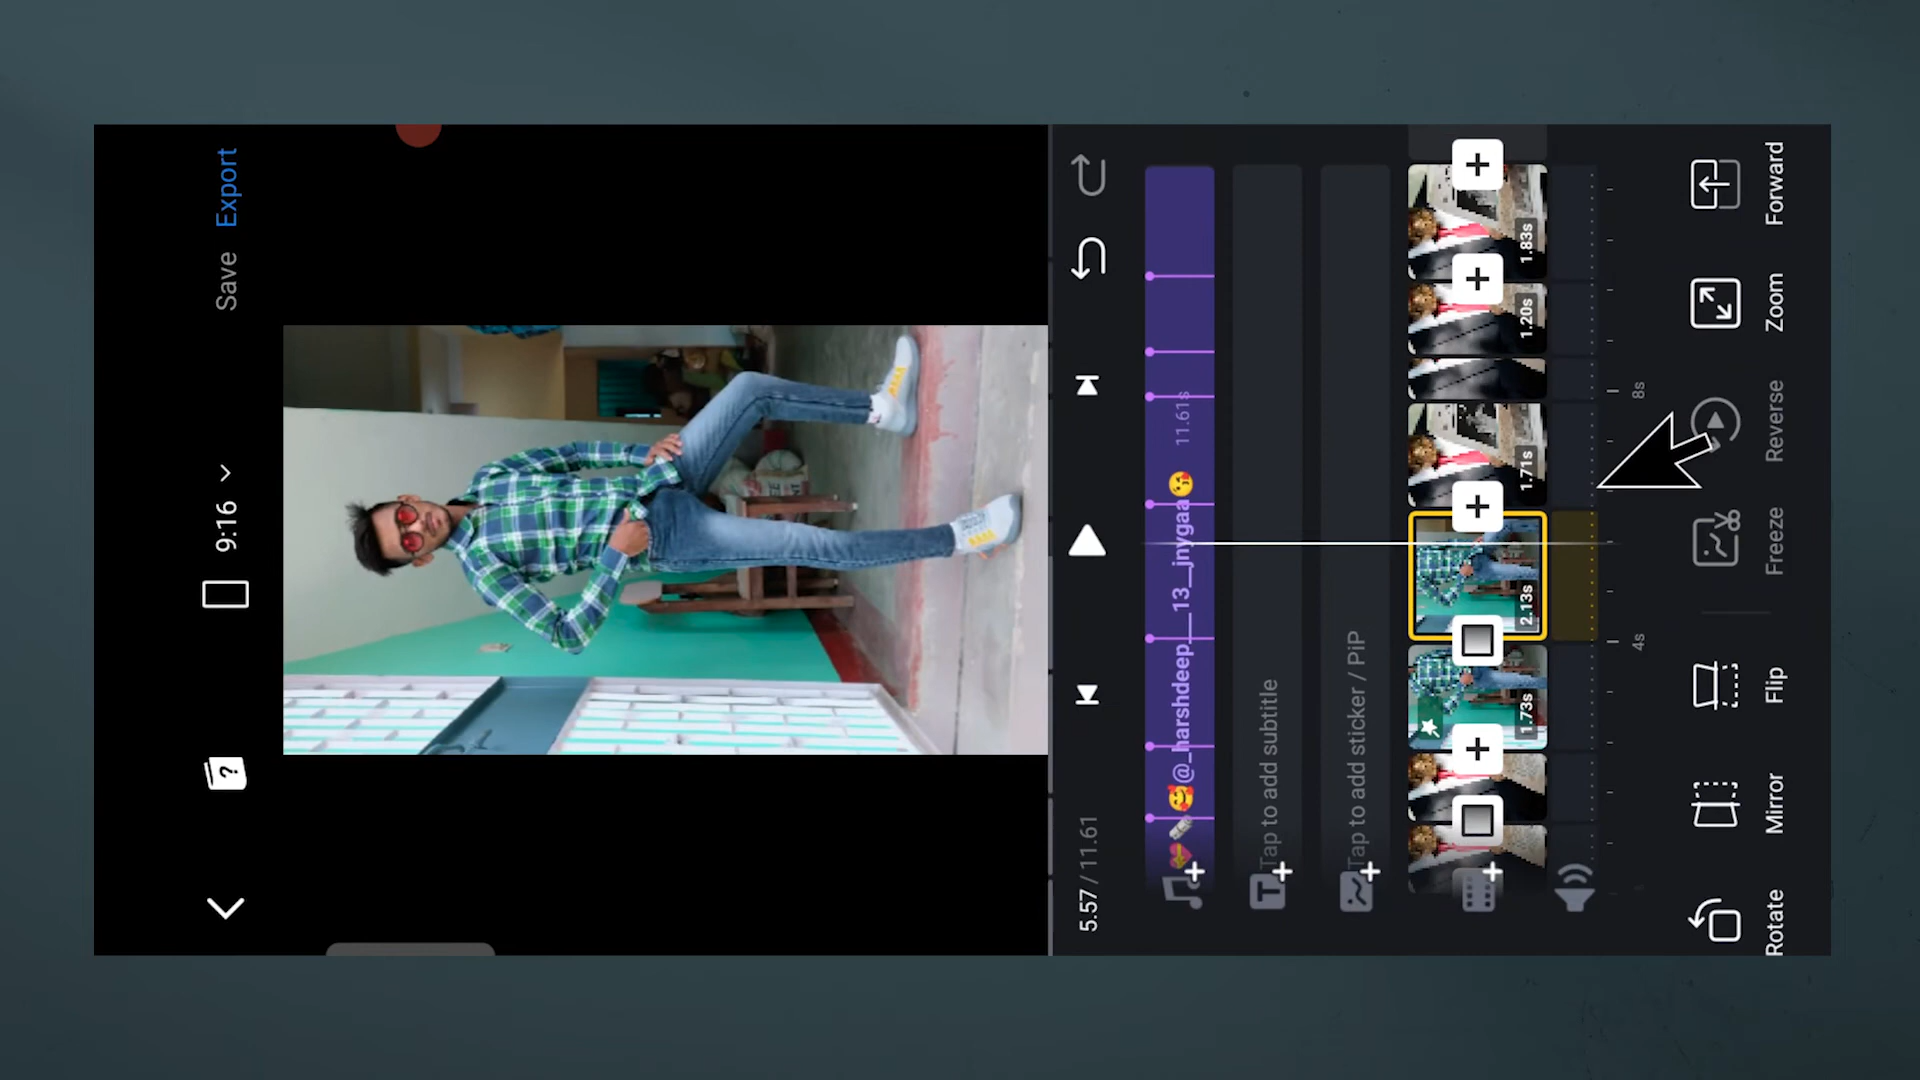 9:16
Save
Export
5.57 / 11.61
@_harshdeep__13__jnygaa 11.61s
Tap to add subtitle
Tap to add sticker / PiP
1.73s
2.13s
1.71s
1.20s
1.83s
4s
8s
Rotate
Mirror
Flip
Freeze
Reverse
Zoom
Forward